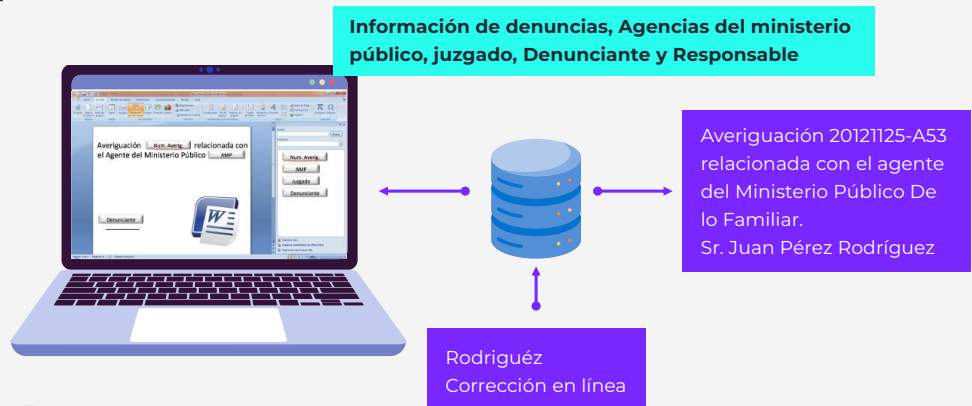 Información de denuncias, Agencias del ministerio
público, juzgado, Denunciante y Responsable
Averiguación Num. Averig. relacionada con
el Agente del Ministerio Público AMP
Denunciante
W
Num. Averig.
AMP
Juzgado
Denunciante
Averiguación 20121125-A53
relacionada con el agente
del Ministerio Público De
lo Familiar.
Sr. Juan Pérez Rodríguez
Rodriguéz
Corrección en línea